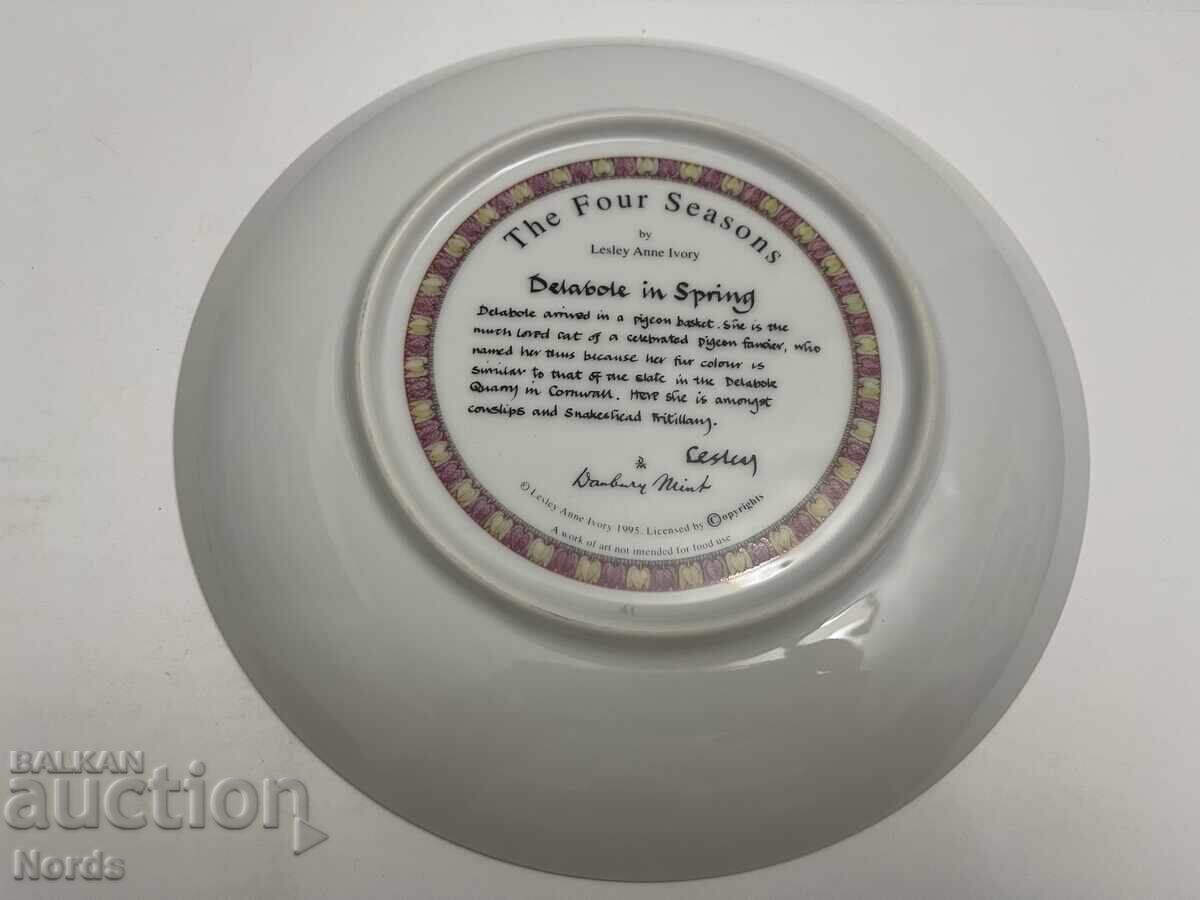 The Four Seasons
by
Lesley Anne Ivory
Delabole in Spring
Delabole arrived in a pigeon basket. She is the
much loved cat of a celebrated pigeon fancier, who
named her thus because her fur colour is
similar to that of the slate in the Delabole
Quarry in Cornwall. Here she is amongst
cowslips and Snakeshead Fritillary.
Lesley
DM
Danbury Mint
© Lesley Anne Ivory 1995. Licensed by ©opyrights
A work of art not intended for food use
41
BALKAN
auction
Nords